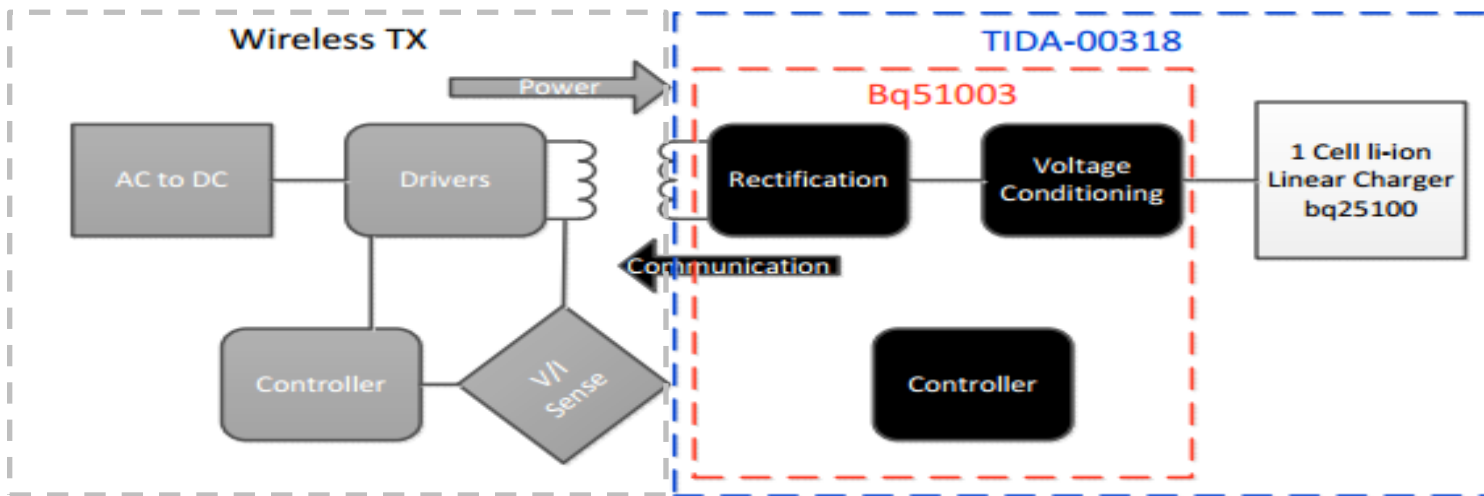 Wireless TX
TIDA-00318
Power
Bq51003
AC to DC
Drivers
Rectification
Voltage
Conditioning
1 Cell li-ion
Linear Charger
bq25100
Communication
Controller
V/I
Sense
Controller